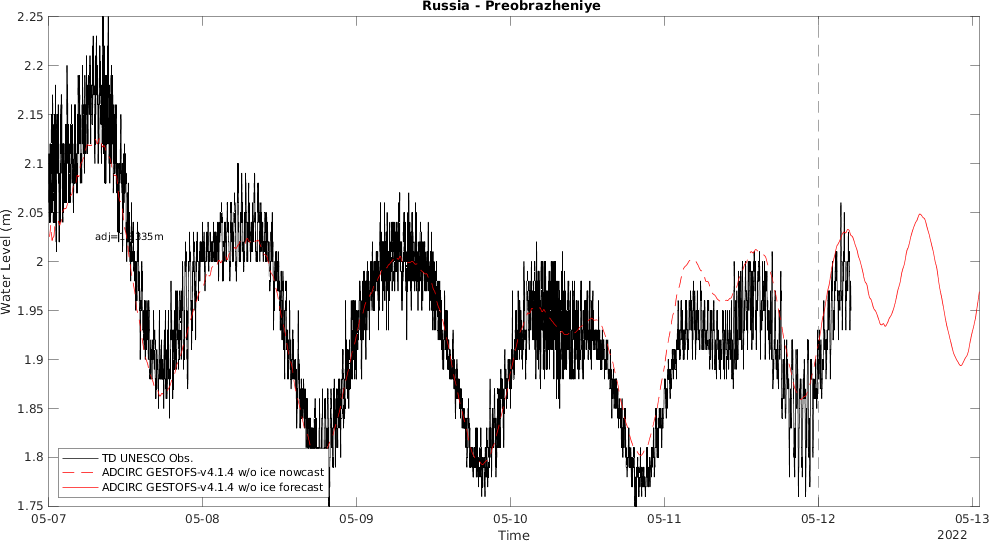 Russia - Preobrazheniye
2.25
2.2
2.15
2.1
2.05
2
1.95
1.9
1.85
1.8
1.75
Water Level (m)
TD UNESCO Obs.
ADCIRC GESTOFS-v4.1.4 w/o ice nowcast
ADCIRC GESTOFS-v4.1.4 w/o ice forecast
05-07 05-08 05-09 05-10 05-11 05-12 05-13
Time
2022